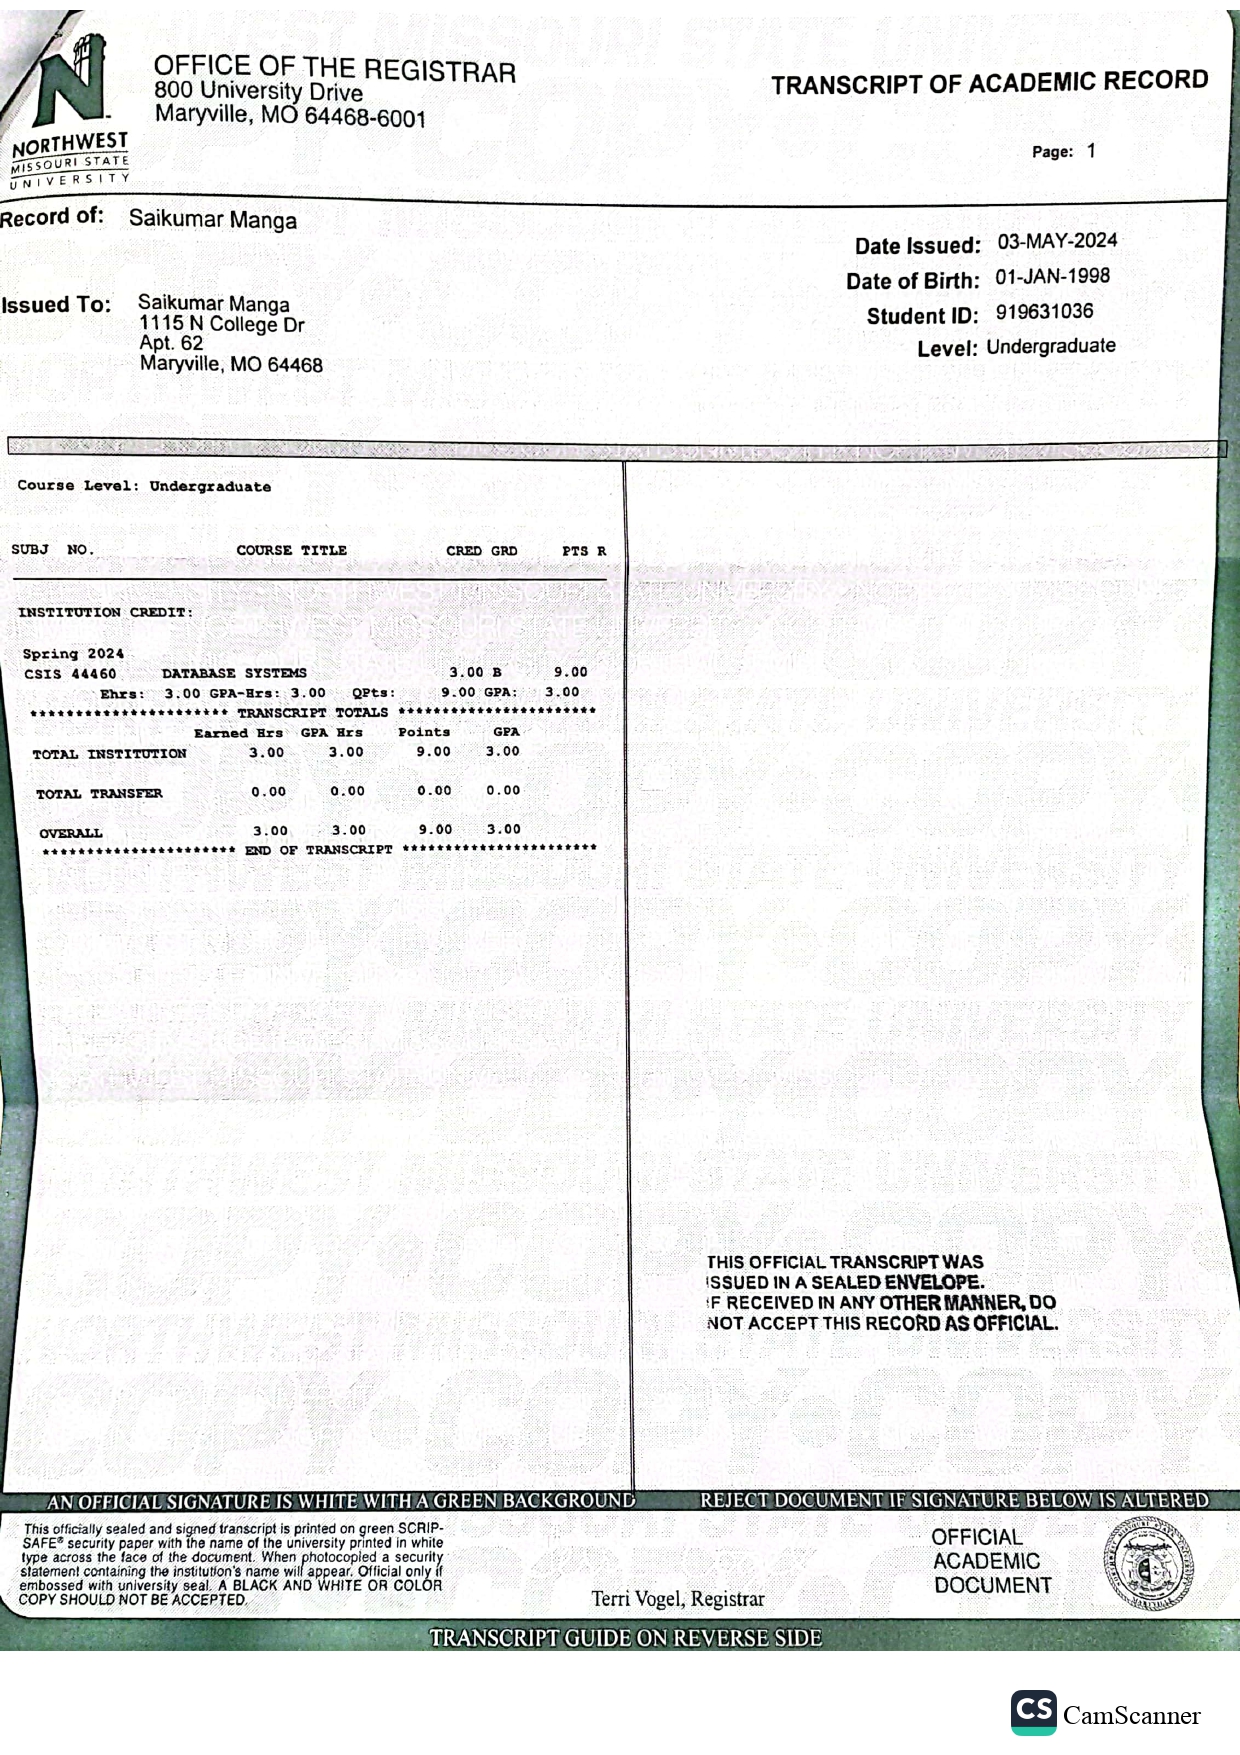 OFFICE OF THE REGISTRAR
800 University Drive
Maryville, MO 64468-6001
TRANSCRIPT OF ACADEMIC RECORD
Page: 1
N
NORTHWEST
MISSOURI STATE
UNIVERSITY
Record of: Saikumar Manga
Date Issued: 03-MAY-2024
Date of Birth: 01-JAN-1998
Student ID: 919631036
Level: Undergraduate
Issued To: Saikumar Manga
1115 N College Dr
Apt. 62
Maryville, MO 64468
Course Level: Undergraduate
SUBJ NO. COURSE TITLE CRED GRD PTS R
INSTITUTION CREDIT:
Spring 2024
CSIS 44460 DATABASE SYSTEMS 3.00 B 9.00
Ehrs: 3.00 GPA-Hrs: 3.00 QPts: 9.00 GPA: 3.00
********************** TRANSCRIPT TOTALS **********************
Earned Hrs GPA Hrs Points GPA
TOTAL INSTITUTION 3.00 3.00 9.00 3.00
TOTAL TRANSFER 0.00 0.00 0.00 0.00
OVERALL 3.00 3.00 9.00 3.00
********************** END OF TRANSCRIPT **********************
THIS OFFICIAL TRANSCRIPT WAS
ISSUED IN A SEALED ENVELOPE.
IF RECEIVED IN ANY OTHER MANNER, DO
NOT ACCEPT THIS RECORD AS OFFICIAL.
AN OFFICIAL SIGNATURE IS WHITE WITH A GREEN BACKGROUND
REJECT DOCUMENT IF SIGNATURE BELOW IS ALTERED
This officially sealed and signed transcript is printed on green SCRIP-
SAFE® security paper with the name of the university printed in white
type across the face of the document. When photocopied a security
statement containing the institution's name will appear. Official only if
embossed with university seal. A BLACK AND WHITE OR COLOR
COPY SHOULD NOT BE ACCEPTED.
Terri Vogel, Registrar
OFFICIAL
ACADEMIC
DOCUMENT
TRANSCRIPT GUIDE ON REVERSE SIDE
CS CamScanner